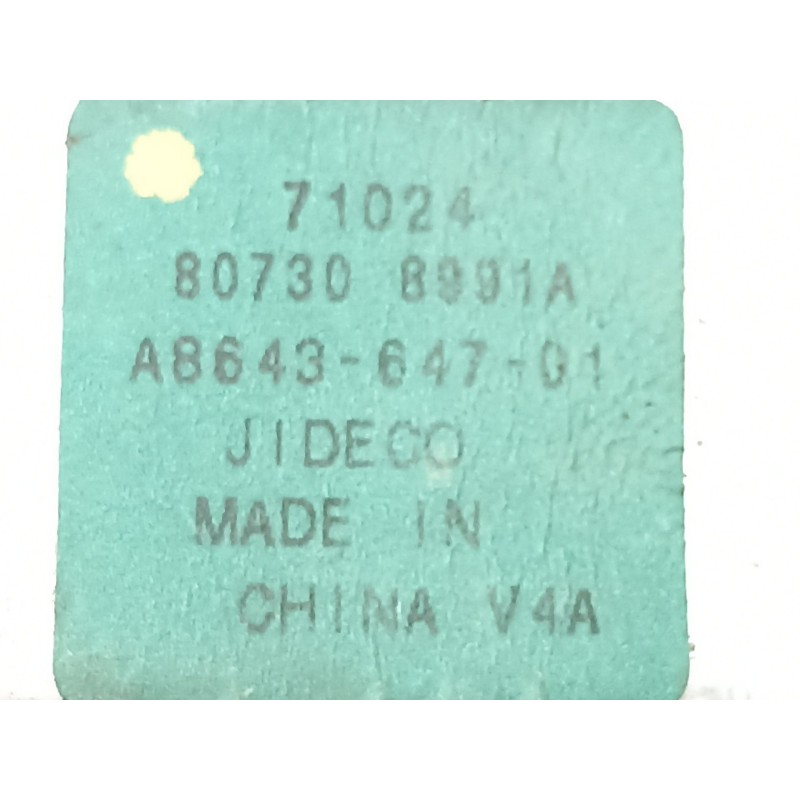 71024
80730 8991A
A8643-647-01
JIDECO
MADE IN
CHINA V4A